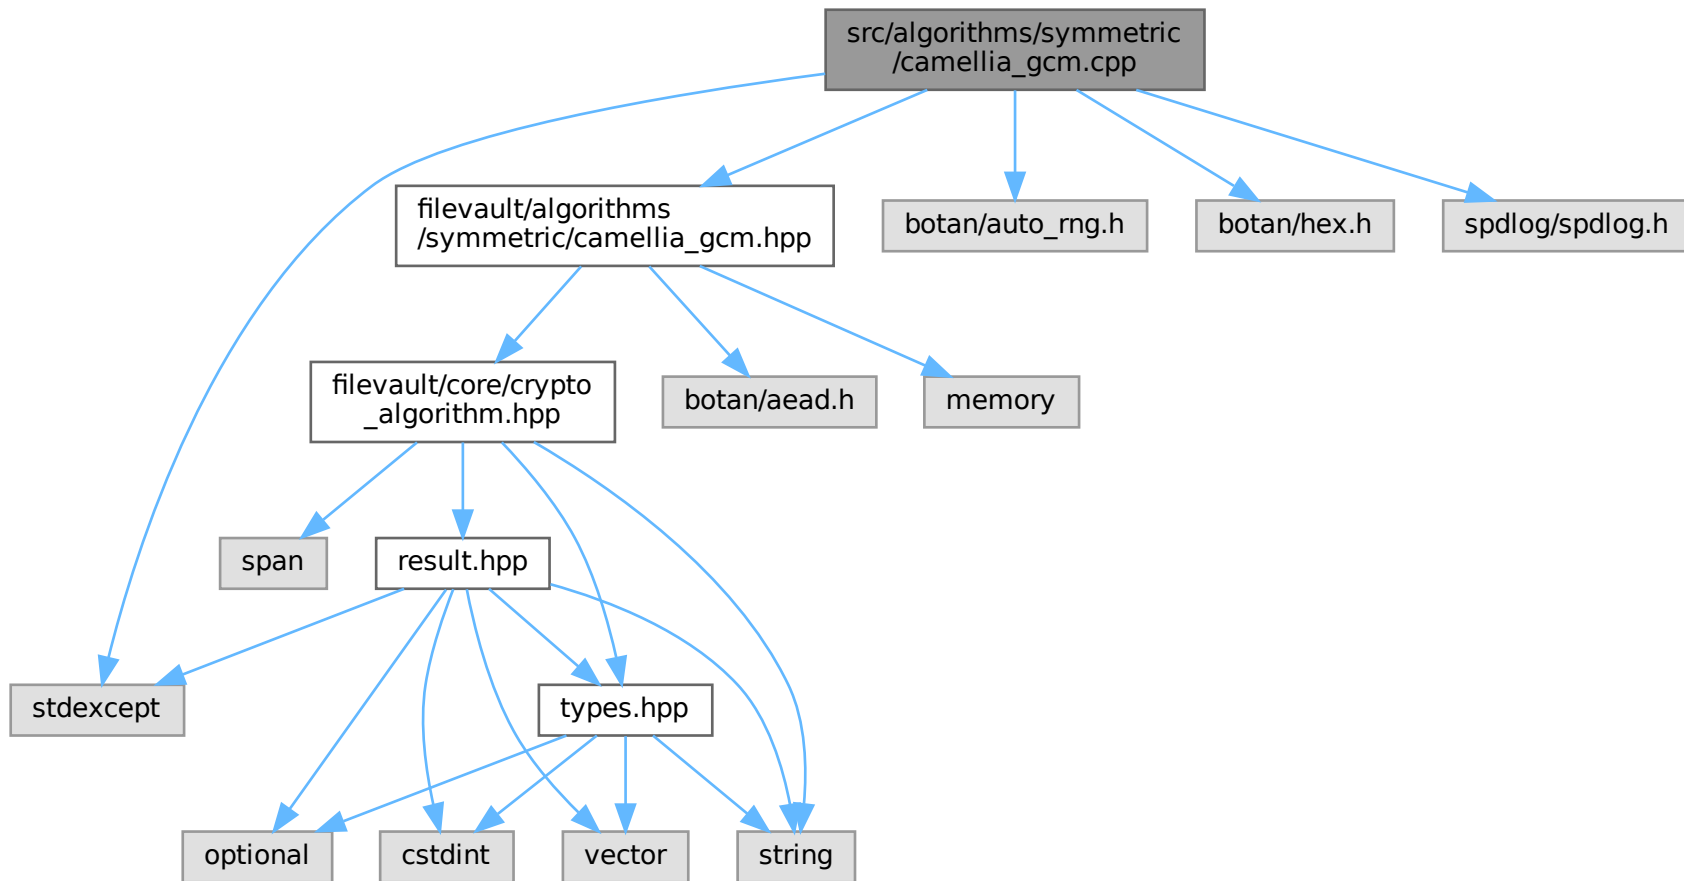 src/algorithms/symmetric
/camellia_gcm.cpp
filevault/algorithms
/symmetric/camellia_gcm.hpp
botan/auto_rng.h
botan/hex.h
spdlog/spdlog.h
filevault/core/crypto
_algorithm.hpp
botan/aead.h
memory
span
result.hpp
stdexcept
types.hpp
optional
cstdint
vector
string